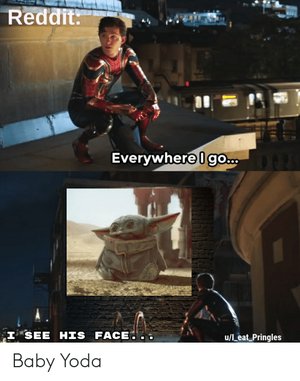 Reddit:
Everywhere I go...
I SEE HIS FACE...
u/I_eat_Pringles
Baby Yoda